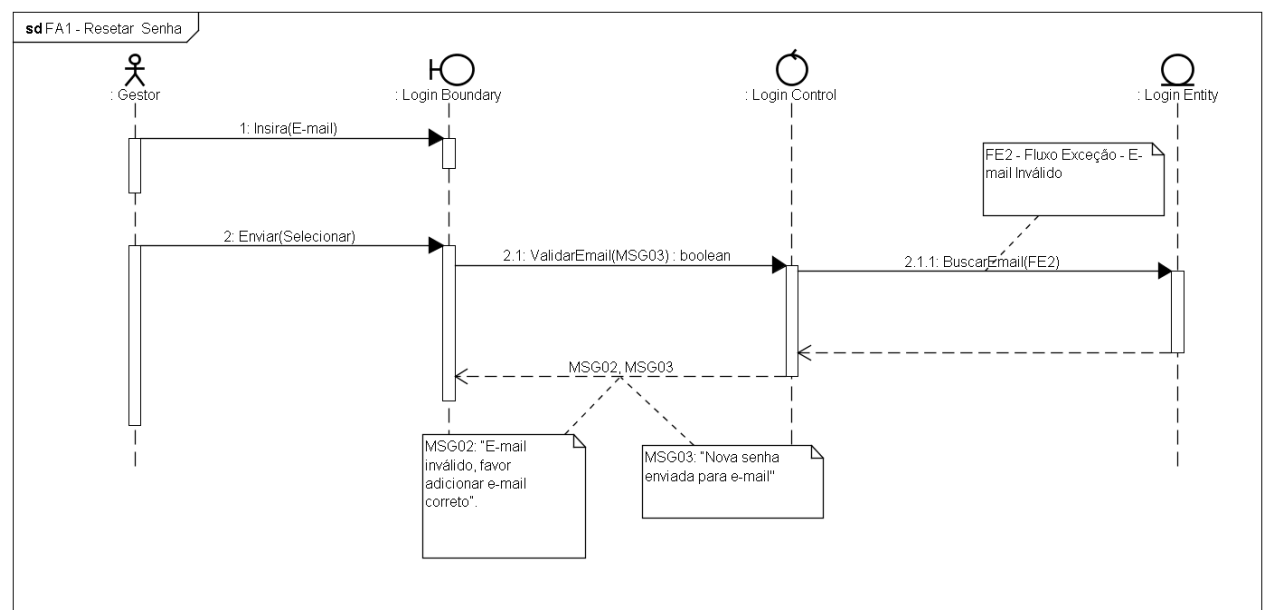 sd FA1 - Resetar Senha
: Gestor
: Login Boundary
: Login Control
: Login Entity
1: Insira(E-mail)
FE2 - Fluxo Exceção - E-
mail Inválido
2: Enviar(Selecionar)
2.1: ValidarEmail(MSG03) : boolean
2.1.1: BuscarEmail(FE2)
MSG02, MSG03
MSG02: "E-mail
inválido, favor
adicionar e-mail
correto".
MSG03: "Nova senha
enviada para e-mail"